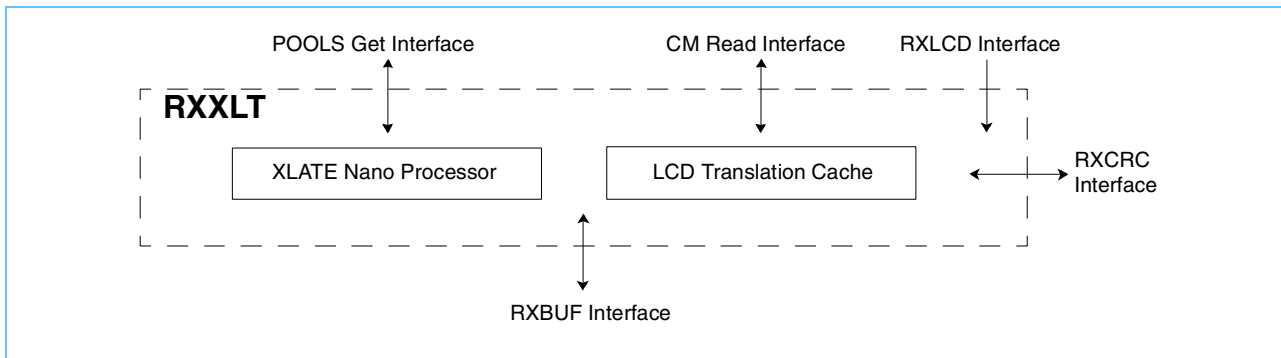 POOLS Get Interface
CM Read Interface
RXLCD Interface
RXXLT
XLATE Nano Processor
LCD Translation Cache
RXCRC
Interface
RXBUF Interface